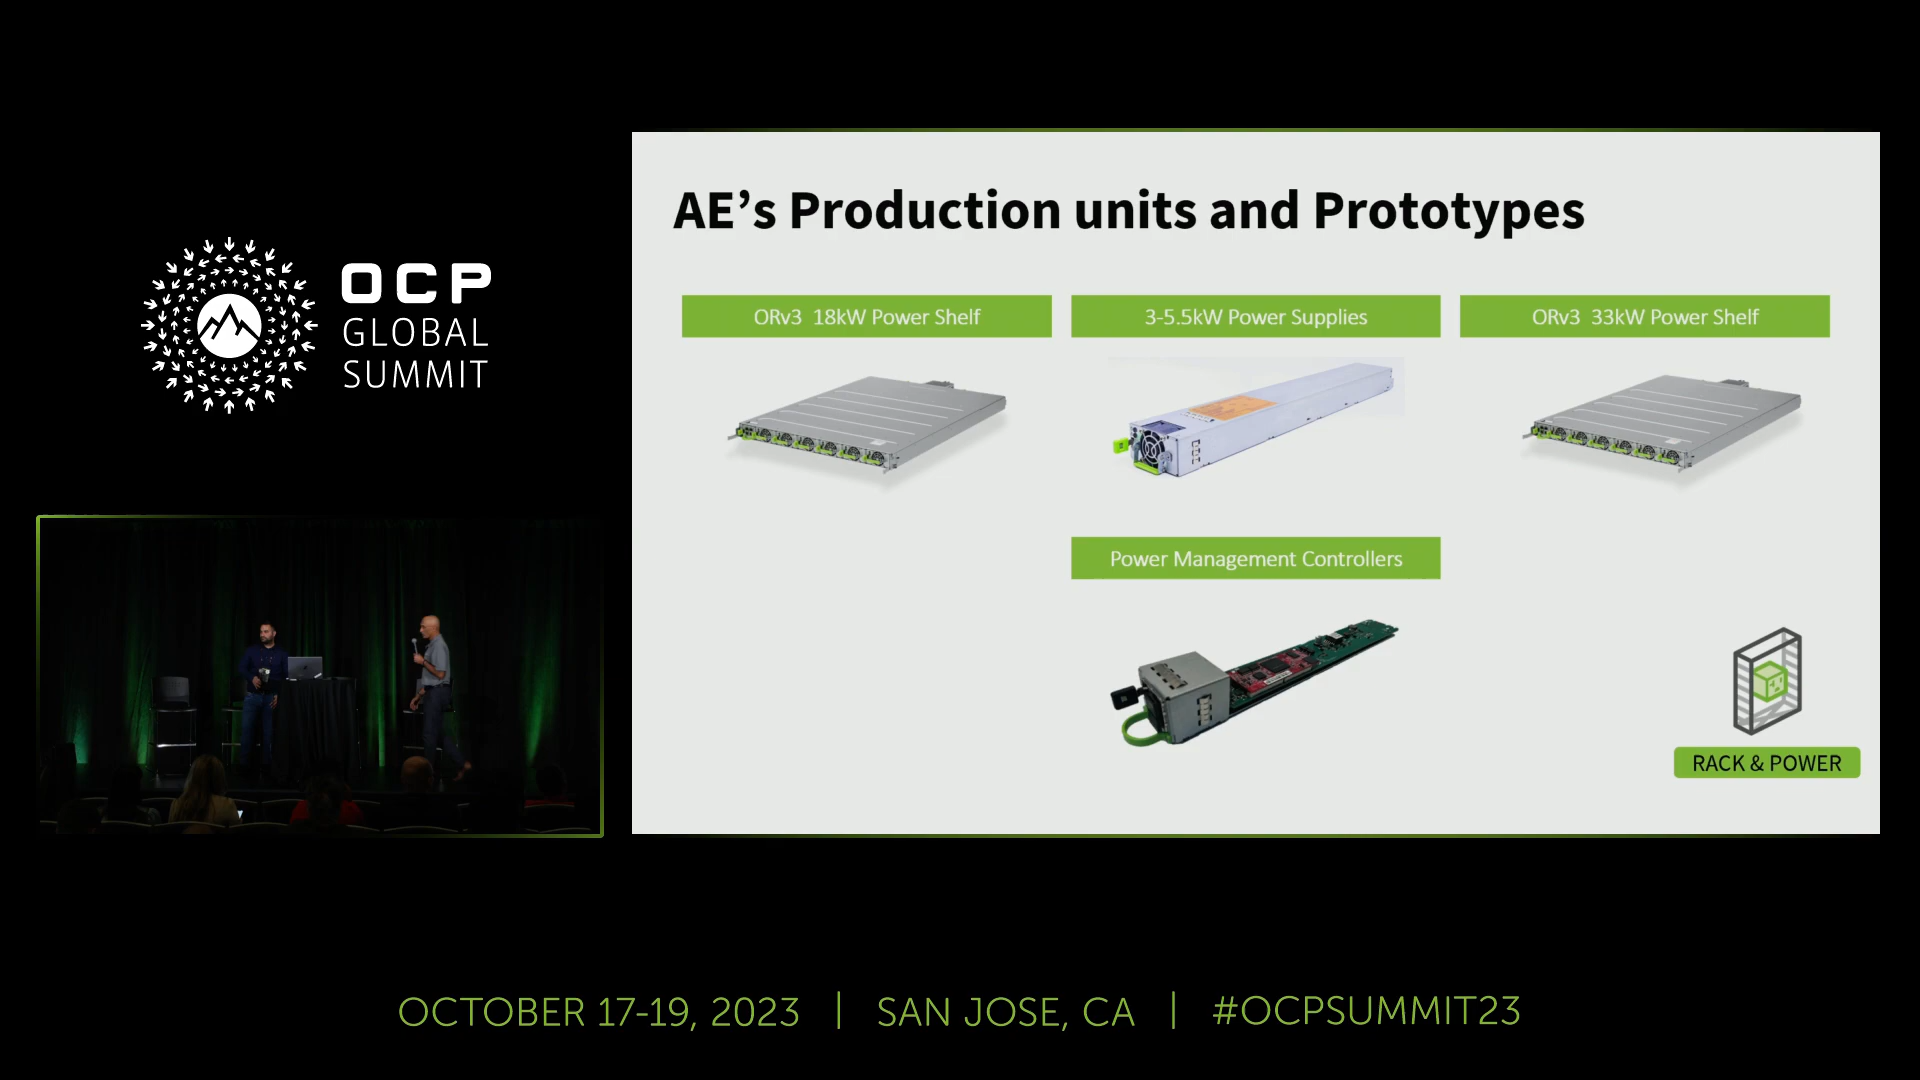 OCP
GLOBAL
SUMMIT
AE’s Production units and Prototypes
ORv3 18kW Power Shelf
3-5.5kW Power Supplies
ORv3 33kW Power Shelf
Power Management Controllers
RACK & POWER
OCTOBER 17-19, 2023 | SAN JOSE, CA | #OCPSUMMIT23